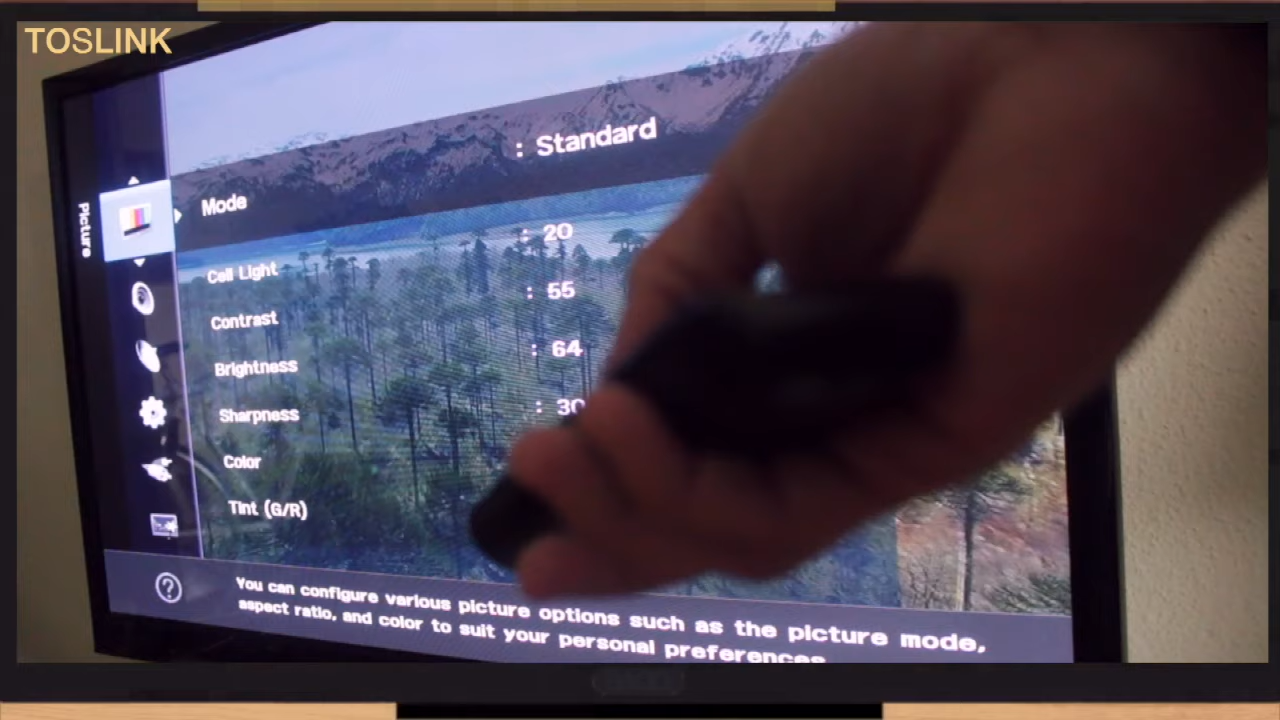 TOSLINK
Picture
Mode : Standard
Cell Light : 20
Contrast : 55
Brightness : 64
Sharpness : 30
Color
Tint (G/R)
You can configure various picture options such as the picture mode,
aspect ratio, and color to suit your personal preferences.